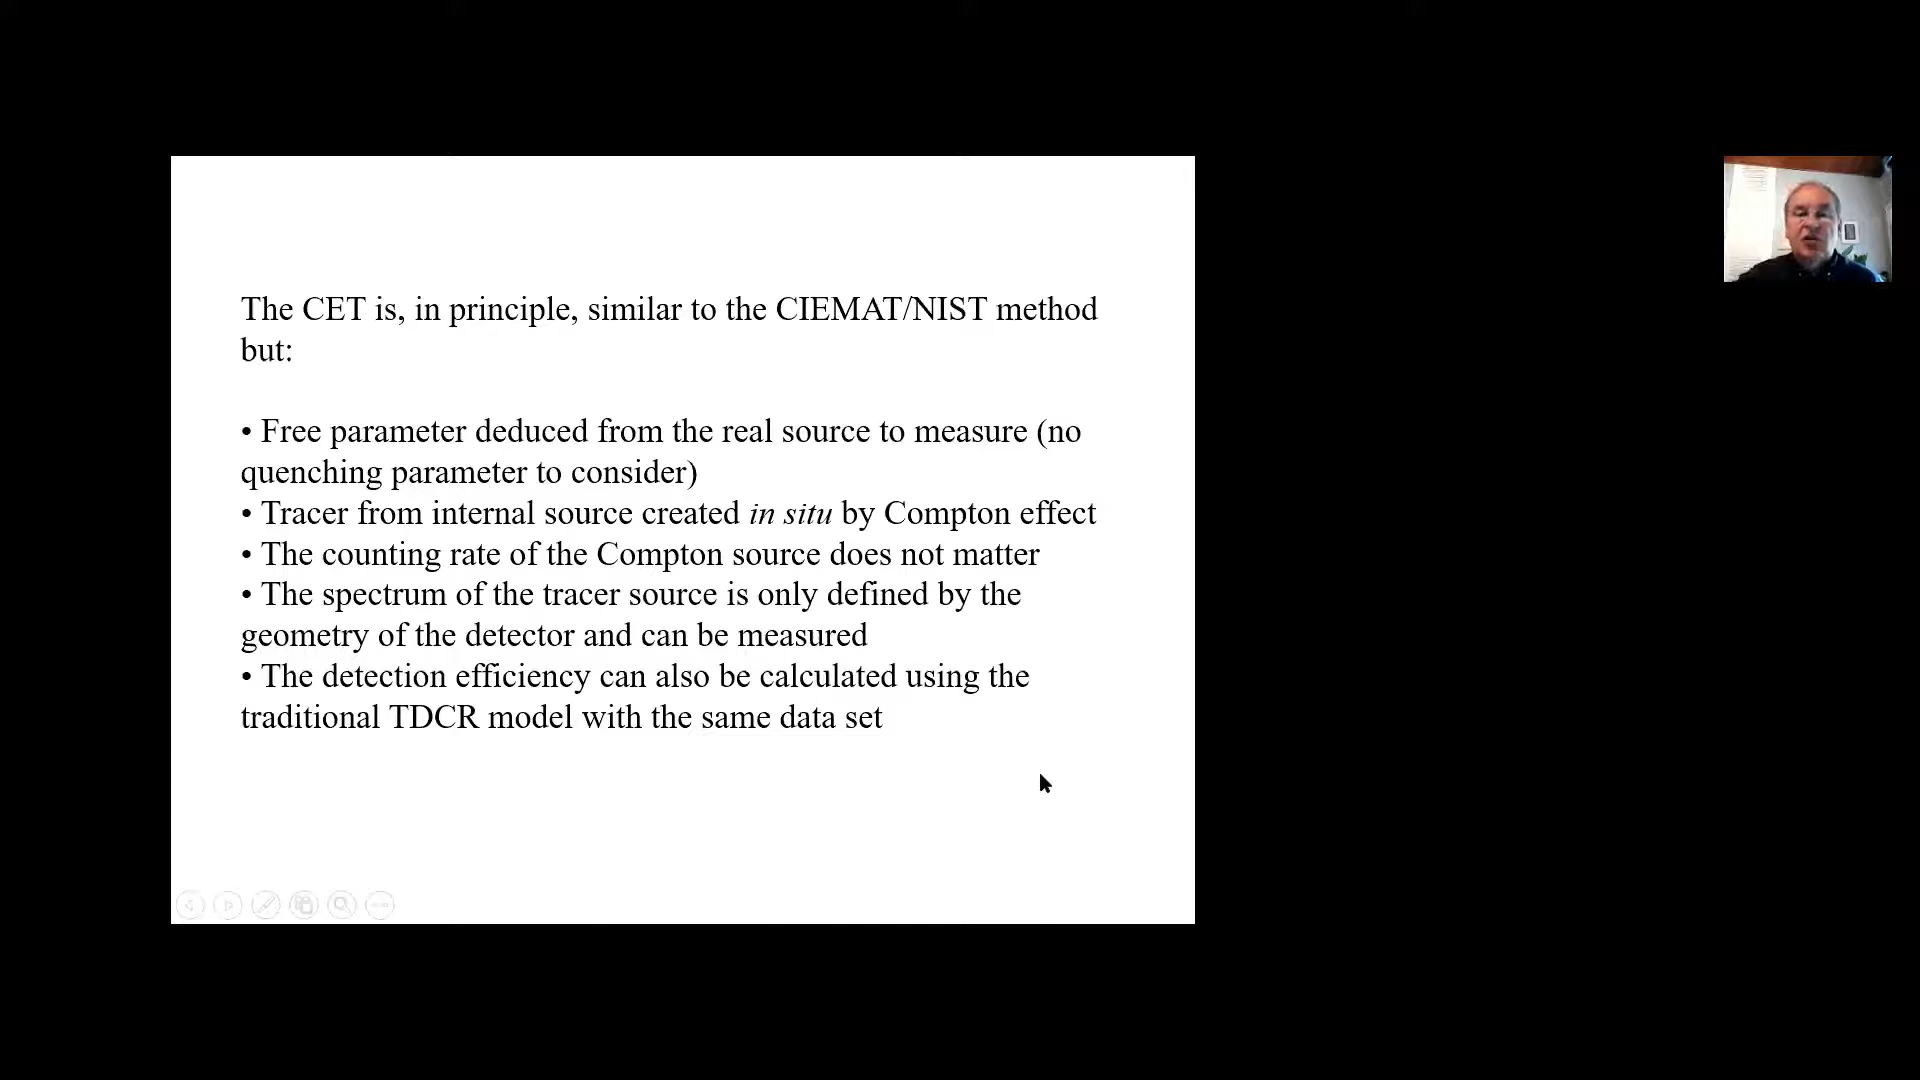 The CET is, in principle, similar to the CIEMAT/NIST method
but:
• Free parameter deduced from the real source to measure (no
quenching parameter to consider)
• Tracer from internal source created in situ by Compton effect
• The counting rate of the Compton source does not matter
• The spectrum of the tracer source is only defined by the
geometry of the detector and can be measured
• The detection efficiency can also be calculated using the
traditional TDCR model with the same data set